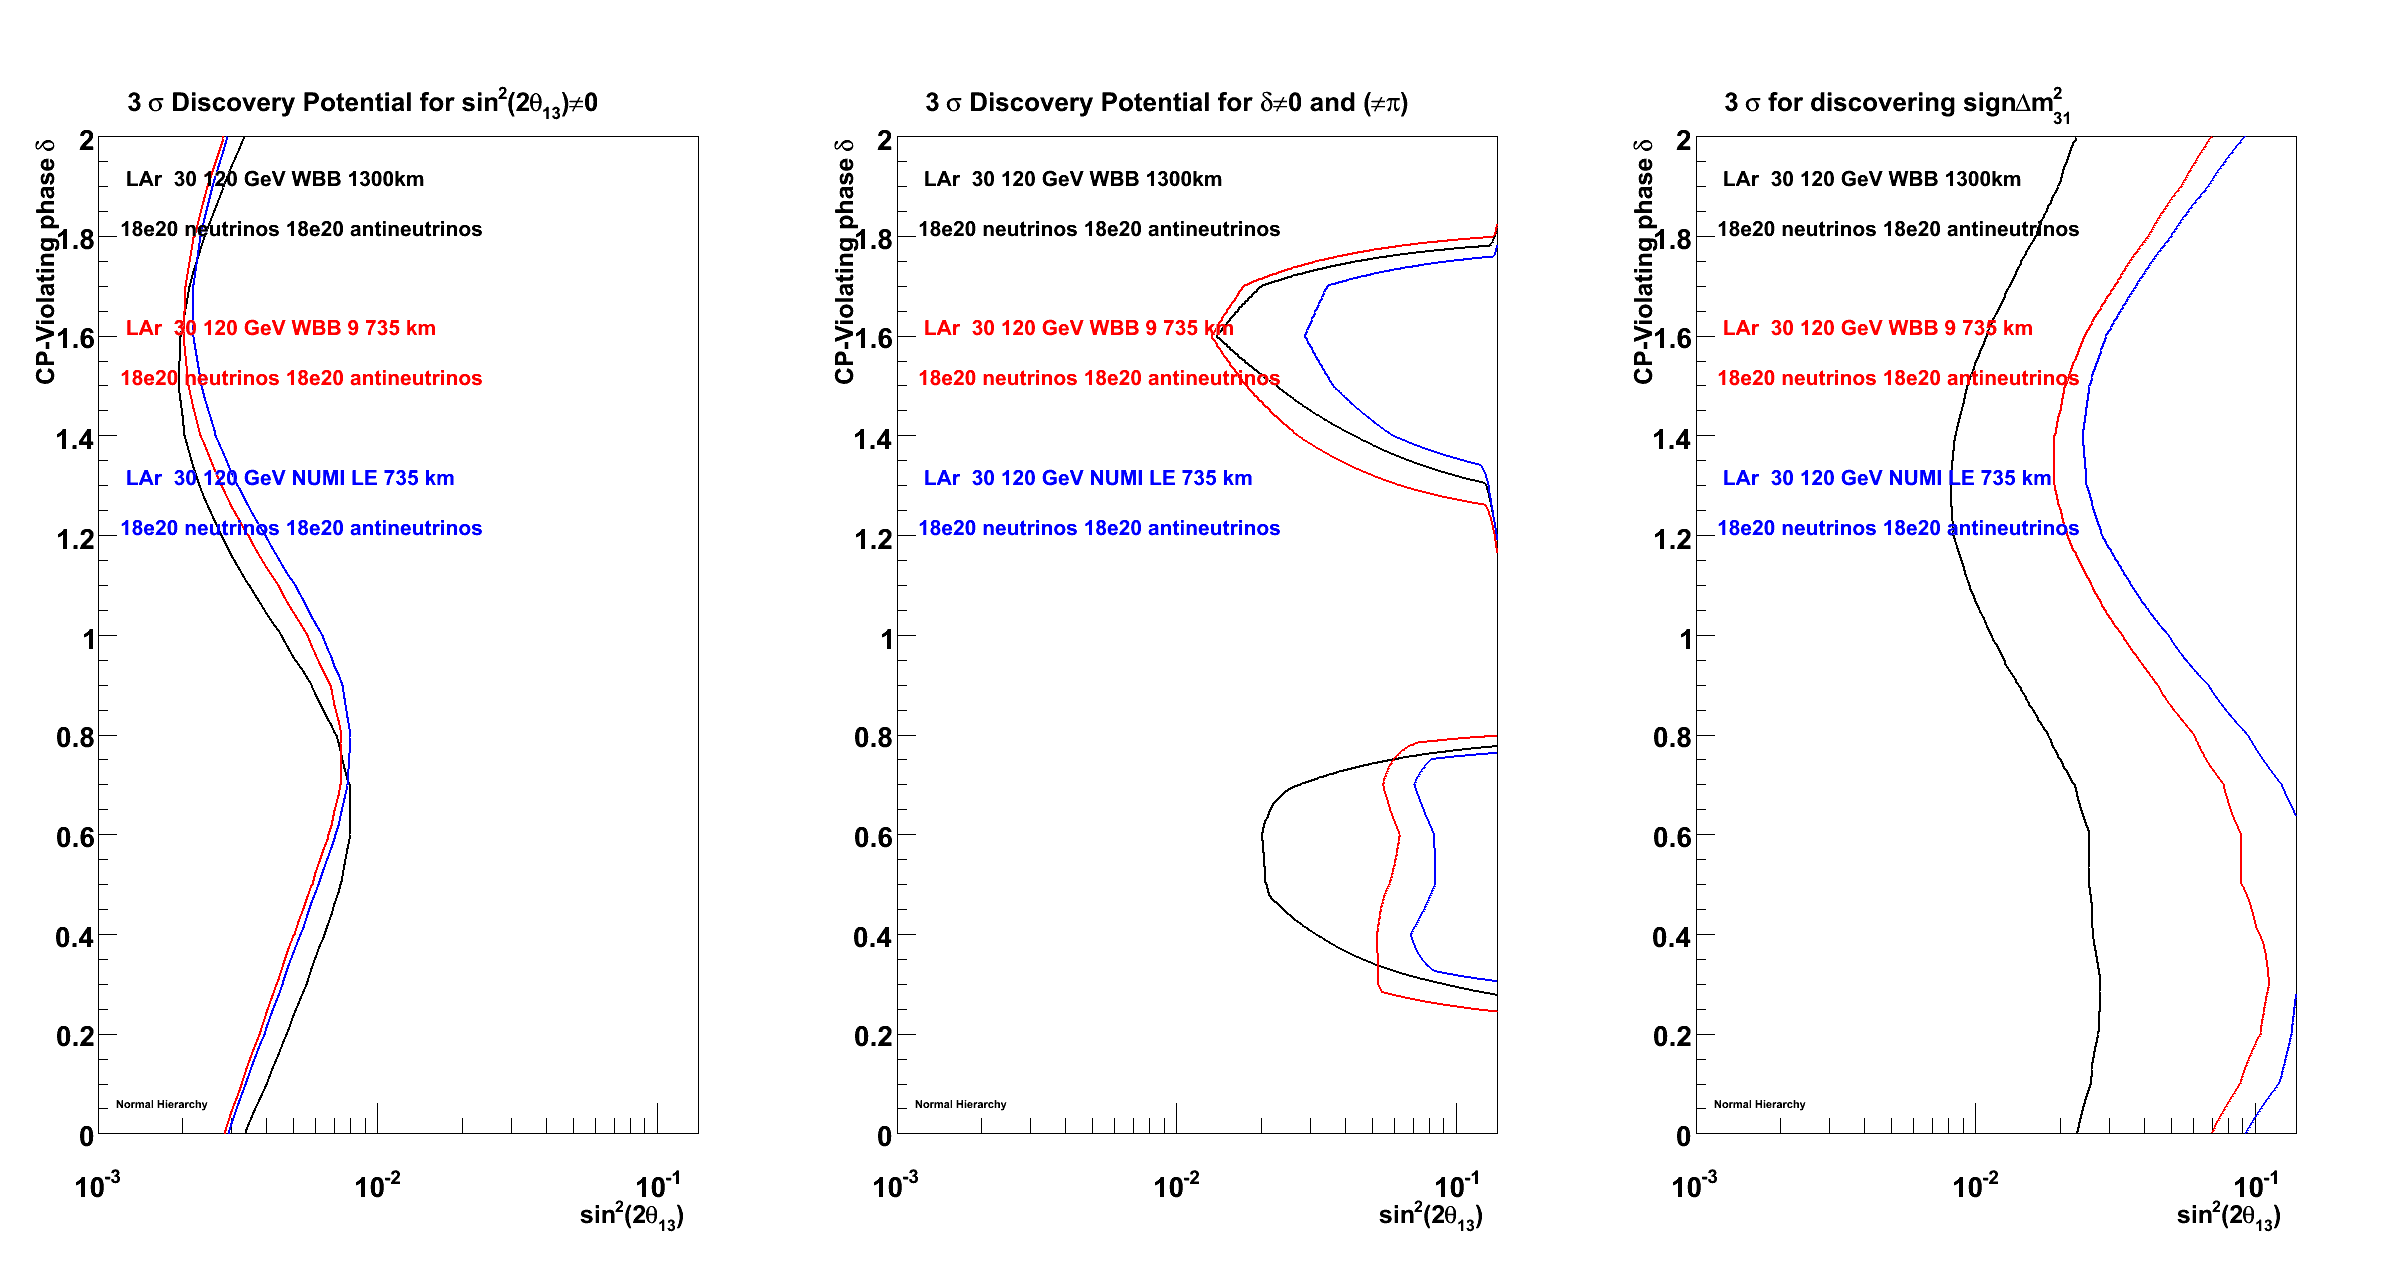 3 σ Discovery Potential for sin²(2θ₁₃)≠0
CP-Violating phase δ
2
1.8
1.6
1.4
1.2
1
0.8
0.6
0.4
0.2
0
LAr 30 120 GeV WBB 1300km
18e20 neutrinos 18e20 antineutrinos
LAr 30 120 GeV WBB 9 735 km
18e20 neutrinos 18e20 antineutrinos
LAr 30 120 GeV NUMI LE 735 km
18e20 neutrinos 18e20 antineutrinos
Normal Hierarchy
10⁻³ 10⁻² 10⁻¹
sin²(2θ₁₃)
3 σ Discovery Potential for δ≠0 and (≠π)
CP-Violating phase δ
2
1.8
1.6
1.4
1.2
1
0.8
0.6
0.4
0.2
0
LAr 30 120 GeV WBB 1300km
18e20 neutrinos 18e20 antineutrinos
LAr 30 120 GeV WBB 9 735 km
18e20 neutrinos 18e20 antineutrinos
LAr 30 120 GeV NUMI LE 735 km
18e20 neutrinos 18e20 antineutrinos
Normal Hierarchy
10⁻³ 10⁻² 10⁻¹
sin²(2θ₁₃)
3 σ for discovering signΔm²₃₁
CP-Violating phase δ
2
1.8
1.6
1.4
1.2
1
0.8
0.6
0.4
0.2
0
LAr 30 120 GeV WBB 1300km
18e20 neutrinos 18e20 antineutrinos
LAr 30 120 GeV WBB 9 735 km
18e20 neutrinos 18e20 antineutrinos
LAr 30 120 GeV NUMI LE 735 km
18e20 neutrinos 18e20 antineutrinos
Normal Hierarchy
10⁻³ 10⁻² 10⁻¹
sin²(2θ₁₃)